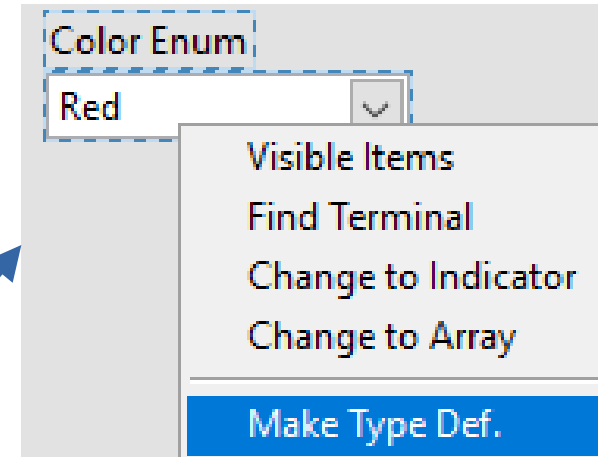 Color Enum
Red
Visible Items
Find Terminal
Change to Indicator
Change to Array
Make Type Def.